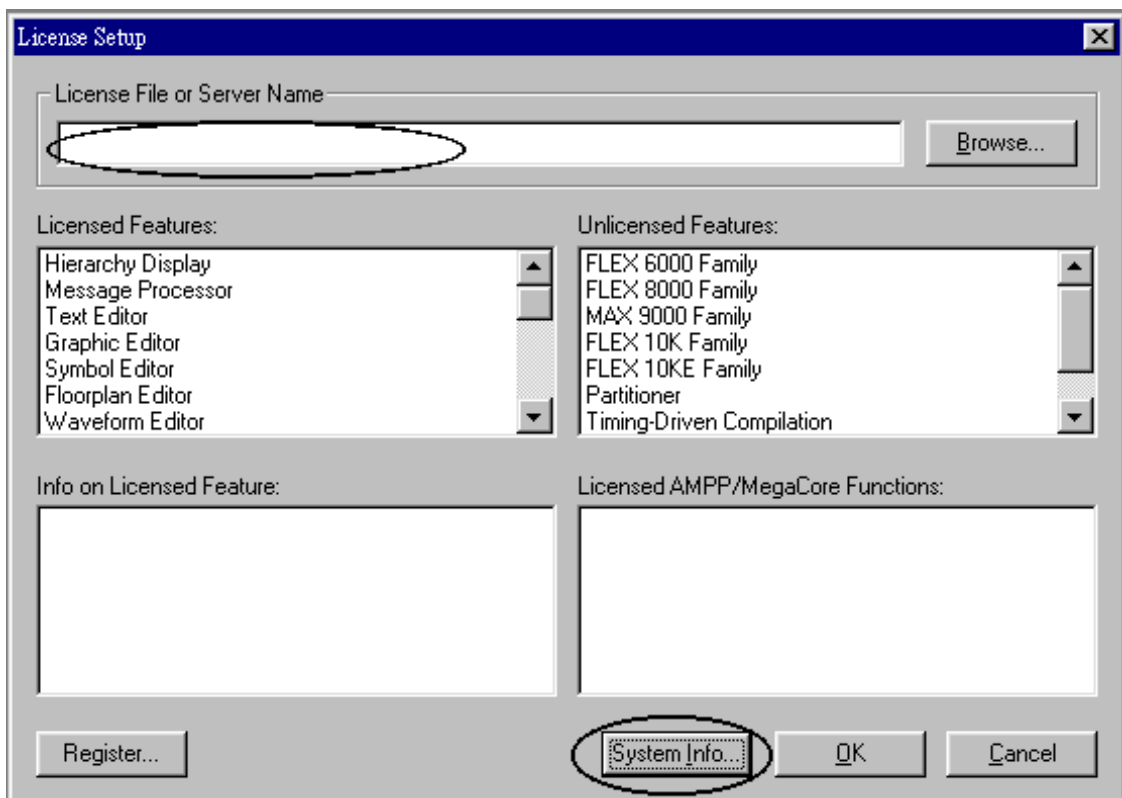 License Setup
License File or Server Name
Browse...
Licensed Features:
Hierarchy Display
Message Processor
Text Editor
Graphic Editor
Symbol Editor
Floorplan Editor
Waveform Editor
Unlicensed Features:
FLEX 6000 Family
FLEX 8000 Family
MAX 9000 Family
FLEX 10K Family
FLEX 10KE Family
Partitioner
Timing-Driven Compilation
Info on Licensed Feature:
Licensed AMPP/MegaCore Functions:
Register...
System Info...
OK
Cancel